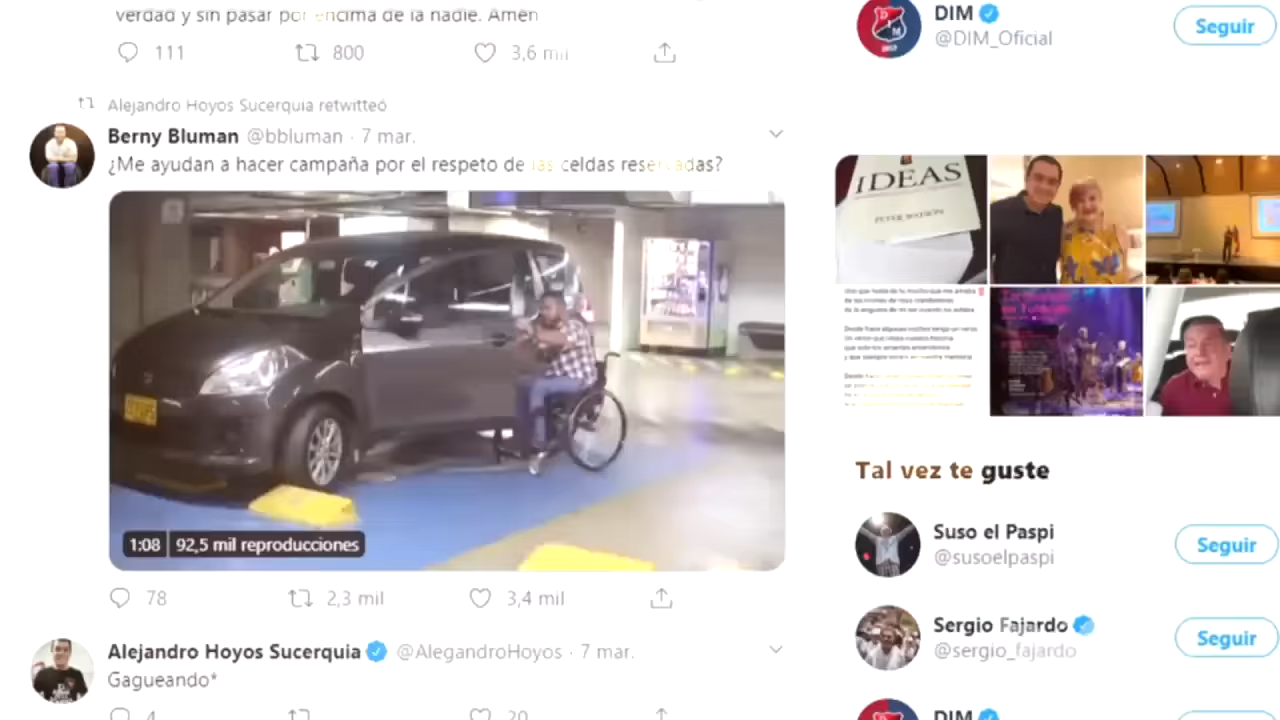 verdad y sin pasar por encima de la nadie. Amén
111
800
3,6 mil
Alejandro Hoyos Sucerquia retwitteó
Berny Bluman @bbluman · 7 mar.
¿Me ayudan a hacer campaña por el respeto de las celdas reservadas?
1:08 92,5 mil reproducciones
78
2,3 mil
3,4 mil
Alejandro Hoyos Sucerquia @AlegandroHoyos · 7 mar.
Gagueando*
4
20
DIM
@DIM_Oficial
Seguir
IDEAS
PETER WATSON
Tal vez te guste
Suso el Paspi
@susoelpaspi
Seguir
Sergio Fajardo
@sergio_fajardo
Seguir
DIM